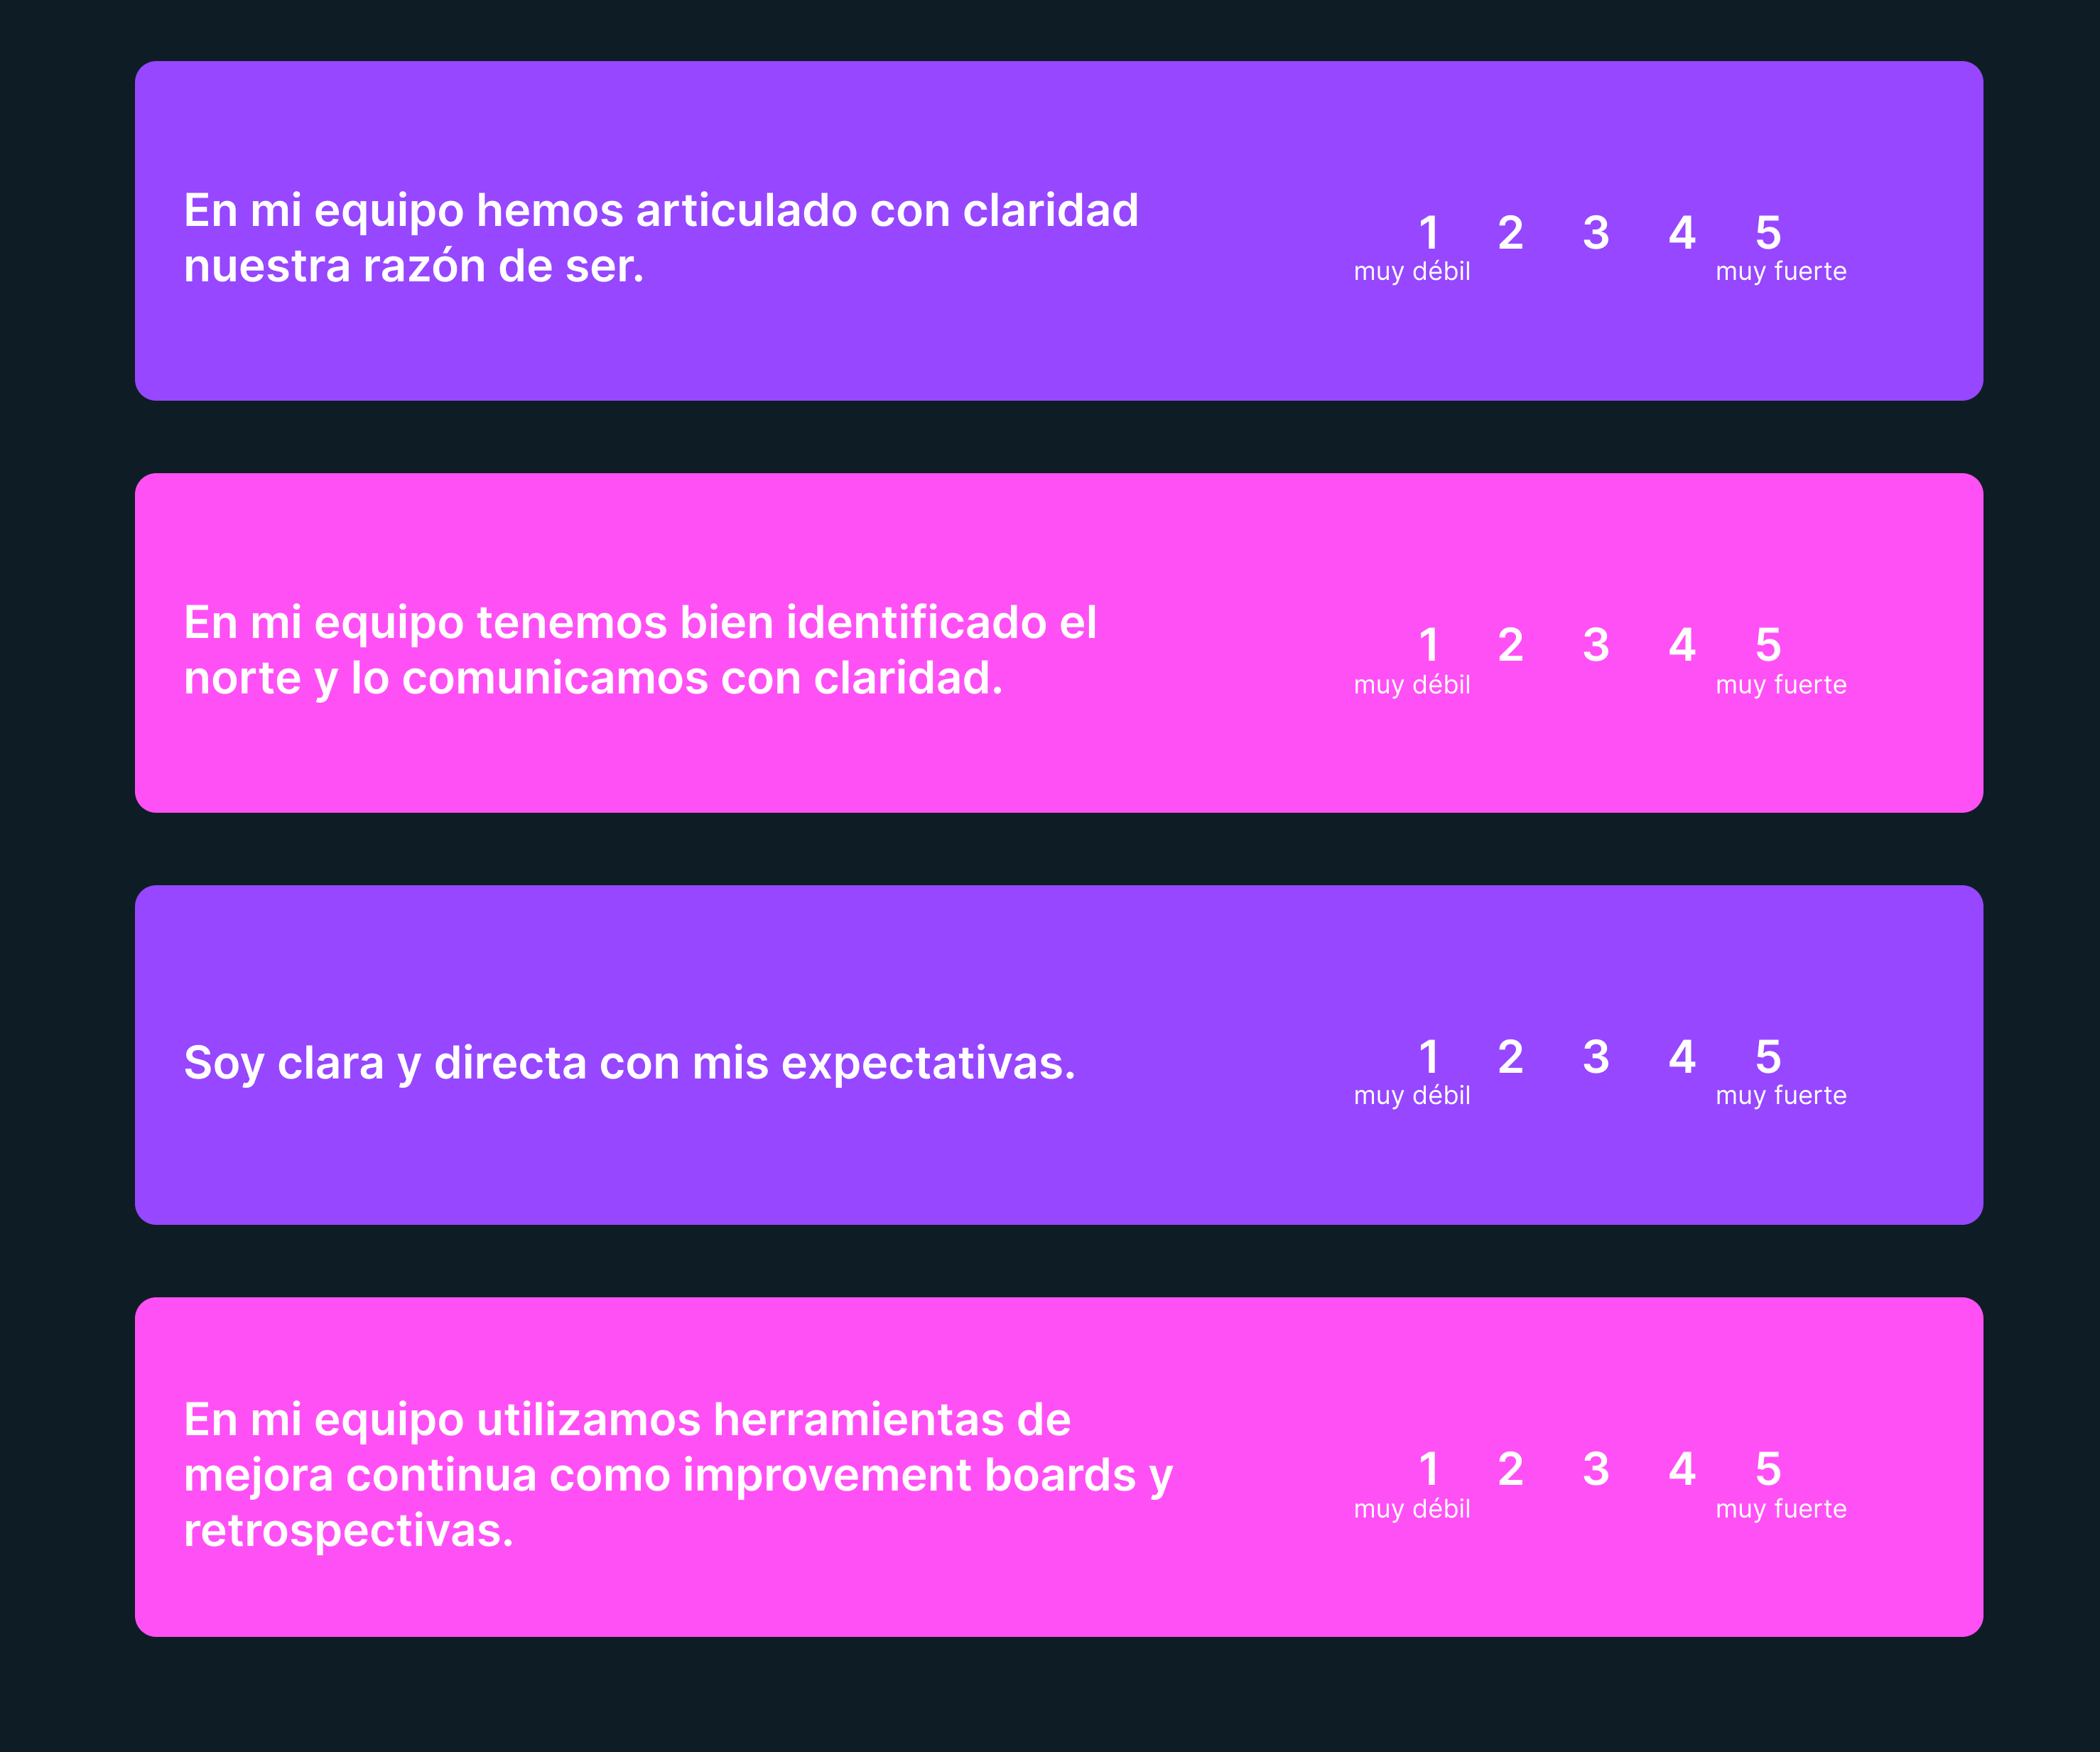 En mi equipo hemos articulado con claridad
nuestra razón de ser.
1 2 3 4 5
muy débil muy fuerte
En mi equipo tenemos bien identificado el
norte y lo comunicamos con claridad.
1 2 3 4 5
muy débil muy fuerte
Soy clara y directa con mis expectativas.
1 2 3 4 5
muy débil muy fuerte
En mi equipo utilizamos herramientas de
mejora continua como improvement boards y
retrospectivas.
1 2 3 4 5
muy débil muy fuerte